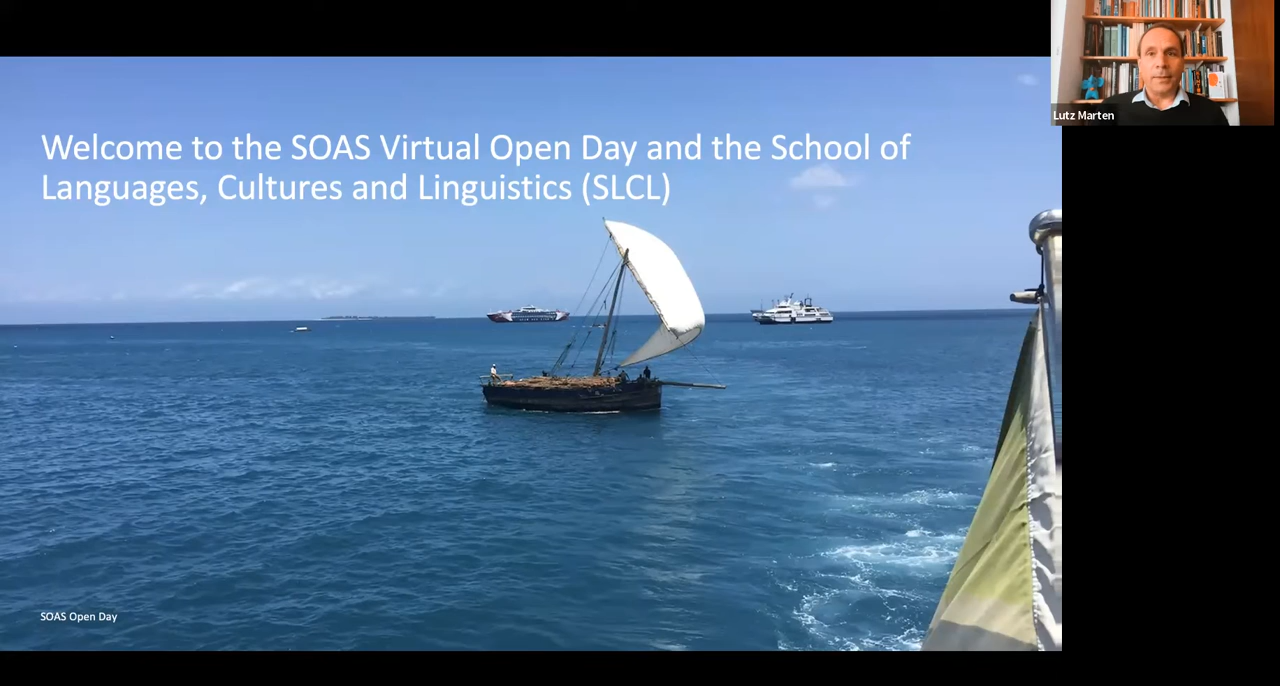 Welcome to the SOAS Virtual Open Day and the School of
Languages, Cultures and Linguistics (SLCL)
SOAS Open Day
Lutz Marten